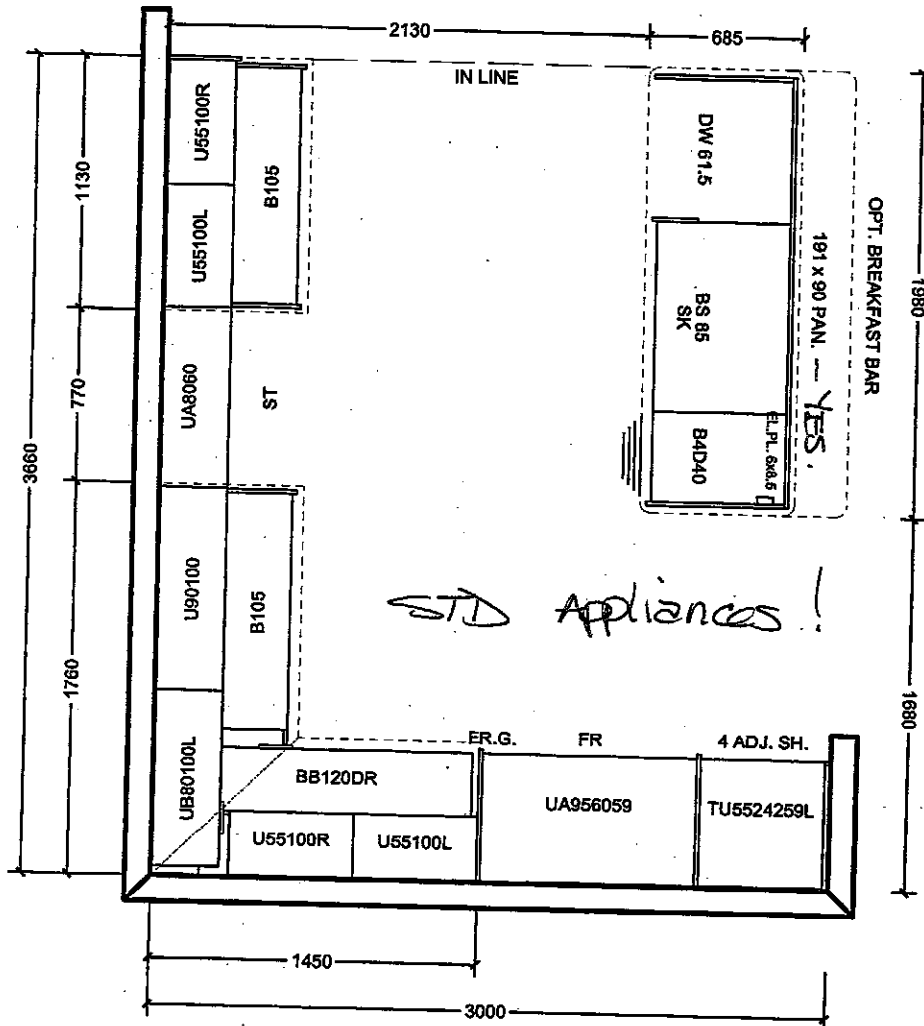 2130
685
IN LINE
U55100R
U55100L
B105
DW 61.5
BS 85
SK
B4D40
EL.PL. 6x8.5
191 x 90 PAN. — YES.
OPT. BREAKFAST BAR
1980
1130
770
3660
1760
UA8060
ST
U90100
B105
UB80100L
STD Appliances!
1680
FR.G.
FR
4 ADJ. SH.
BB120DR
UA956059
TU5524259L
U55100R
U55100L
1450
3000